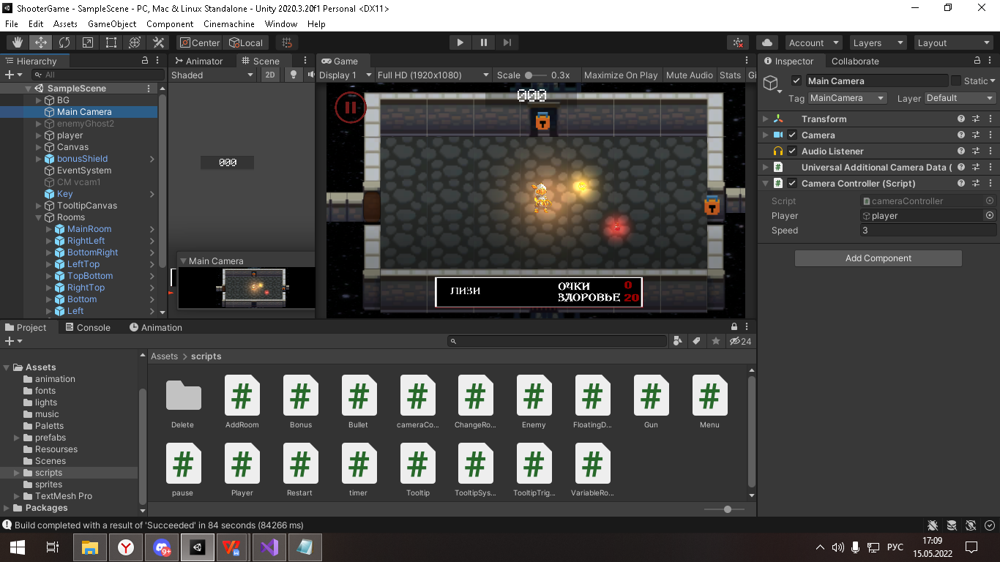 ShooterGame - SampleScene - PC, Mac & Linux Standalone - Unity 2020.3.20f1 Personal <DX11>
File Edit Assets GameObject Component Cinemachine Window Help
Center Local Account Layers Layout
Hierarchy
All
SampleScene
BG
Main Camera
enemyGhost2
player
Canvas
bonusShield
EventSystem
CM vcam1
Key
TooltipCanvas
Rooms
MainRoom
RightLeft
BottomRight
LeftTop
TopBottom
RightTop
Bottom
Left
Animator Scene
Shaded 2D
000
Main Camera
Game
Display 1 Full HD (1920x1080) Scale 0.3x Maximize On Play Mute Audio Stats Gi
000
ЛИЗИ
ОЧКИ 0
ЗДОРОВЬЕ 20
Inspector Collaborate
Main Camera Static
Tag MainCamera Layer Default
Transform
Camera
Audio Listener
Universal Additional Camera Data (
Camera Controller (Script)
Script cameraController
Player player
Speed 3
Add Component
Project Console Animation
24
Assets
animation
fonts
lights
music
Paletts
prefabs
Resourses
Scenes
scripts
sprites
TextMesh Pro
Packages
Assets > scripts
Delete AddRoom Bonus Bullet cameraCo... ChangeRo... Enemy FloatingD... Gun Menu
pause Player Restart timer Tooltip TooltipSys... TooltipTrig... VariableRo...
Build completed with a result of 'Succeeded' in 84 seconds (84266 ms)
9+
РУС
17:09
15.05.2022